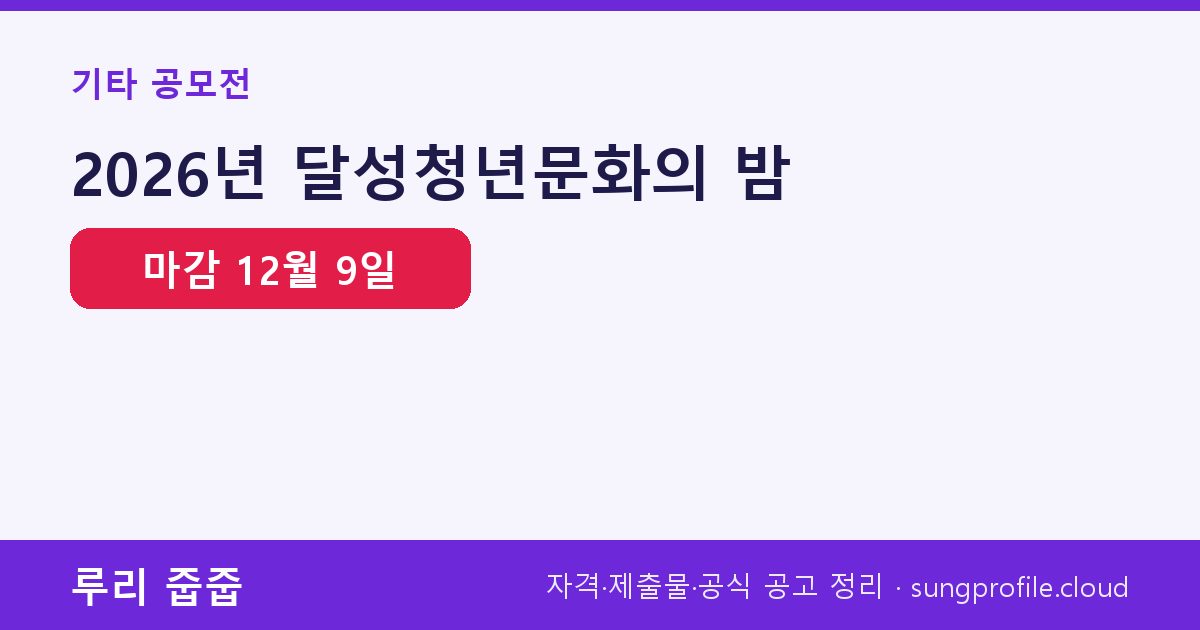 기타 공모전
2026년 달성청년문화의 밤
마감 12월 9일
루리 줍줍
자격·제출물·공식 공고 정리 · sungprofile.cloud